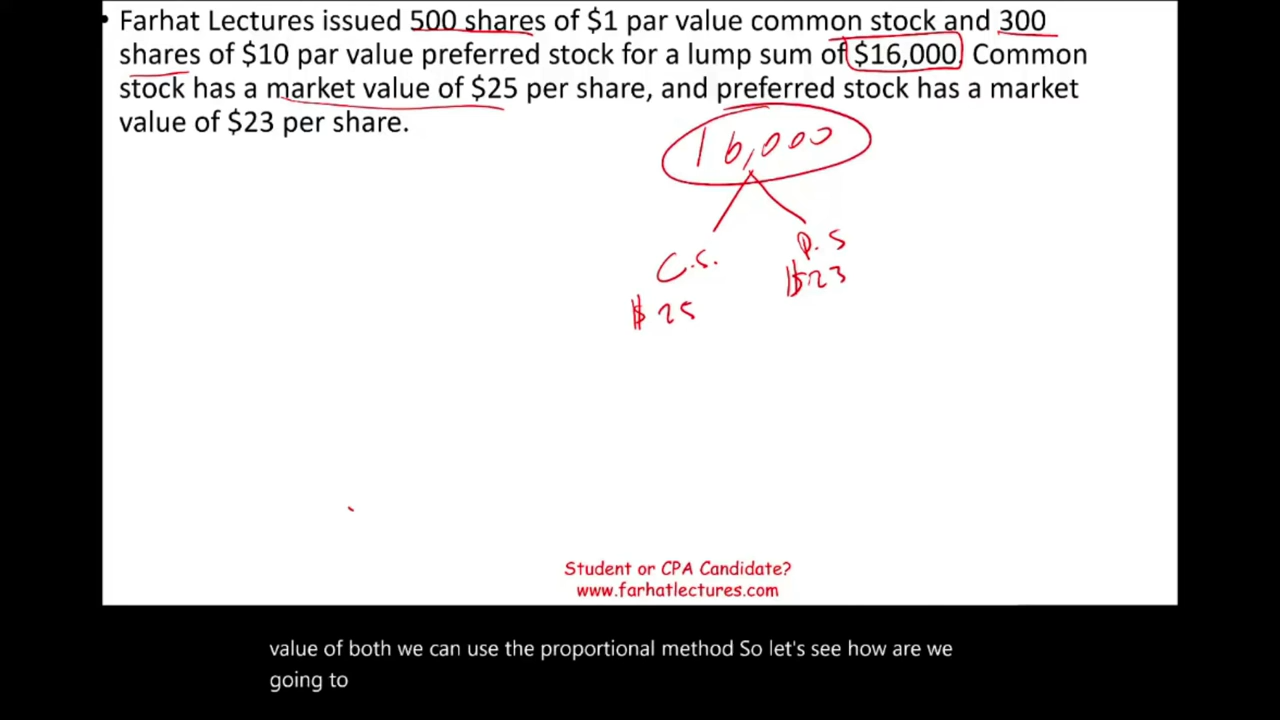 • Farhat Lectures issued 500 shares of $1 par value common stock and 300
shares of $10 par value preferred stock for a lump sum of $16,000. Common
stock has a market value of $25 per share, and preferred stock has a market
value of $23 per share.
16,000
C.S. P.S
$25 $23
Student or CPA Candidate?
www.farhatlectures.com
value of both we can use the proportional method So let's see how are we
going to